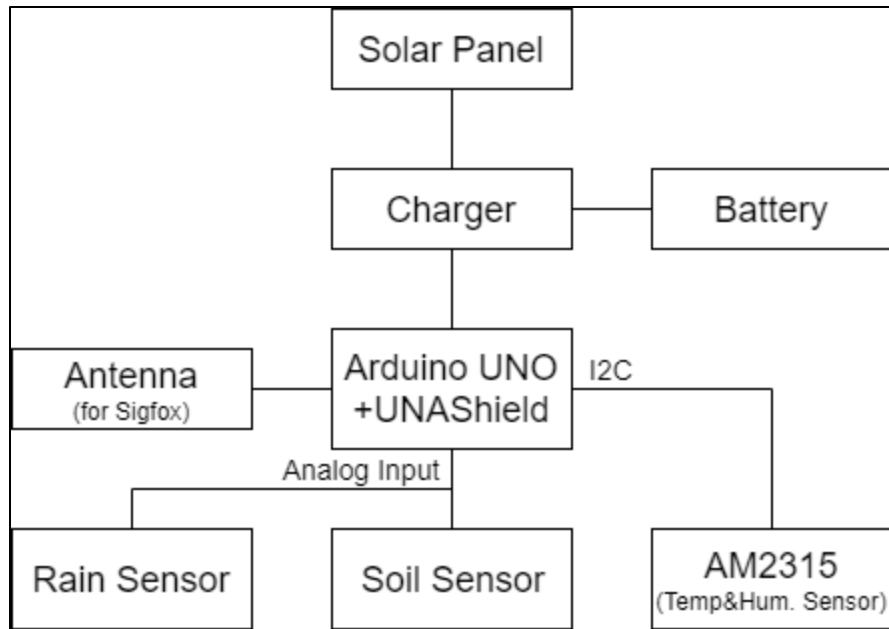 Solar Panel
Charger
Battery
Antenna
(for Sigfox)
Arduino UNO
+UNAShield
I2C
Analog Input
Rain Sensor
Soil Sensor
AM2315
(Temp&Hum. Sensor)